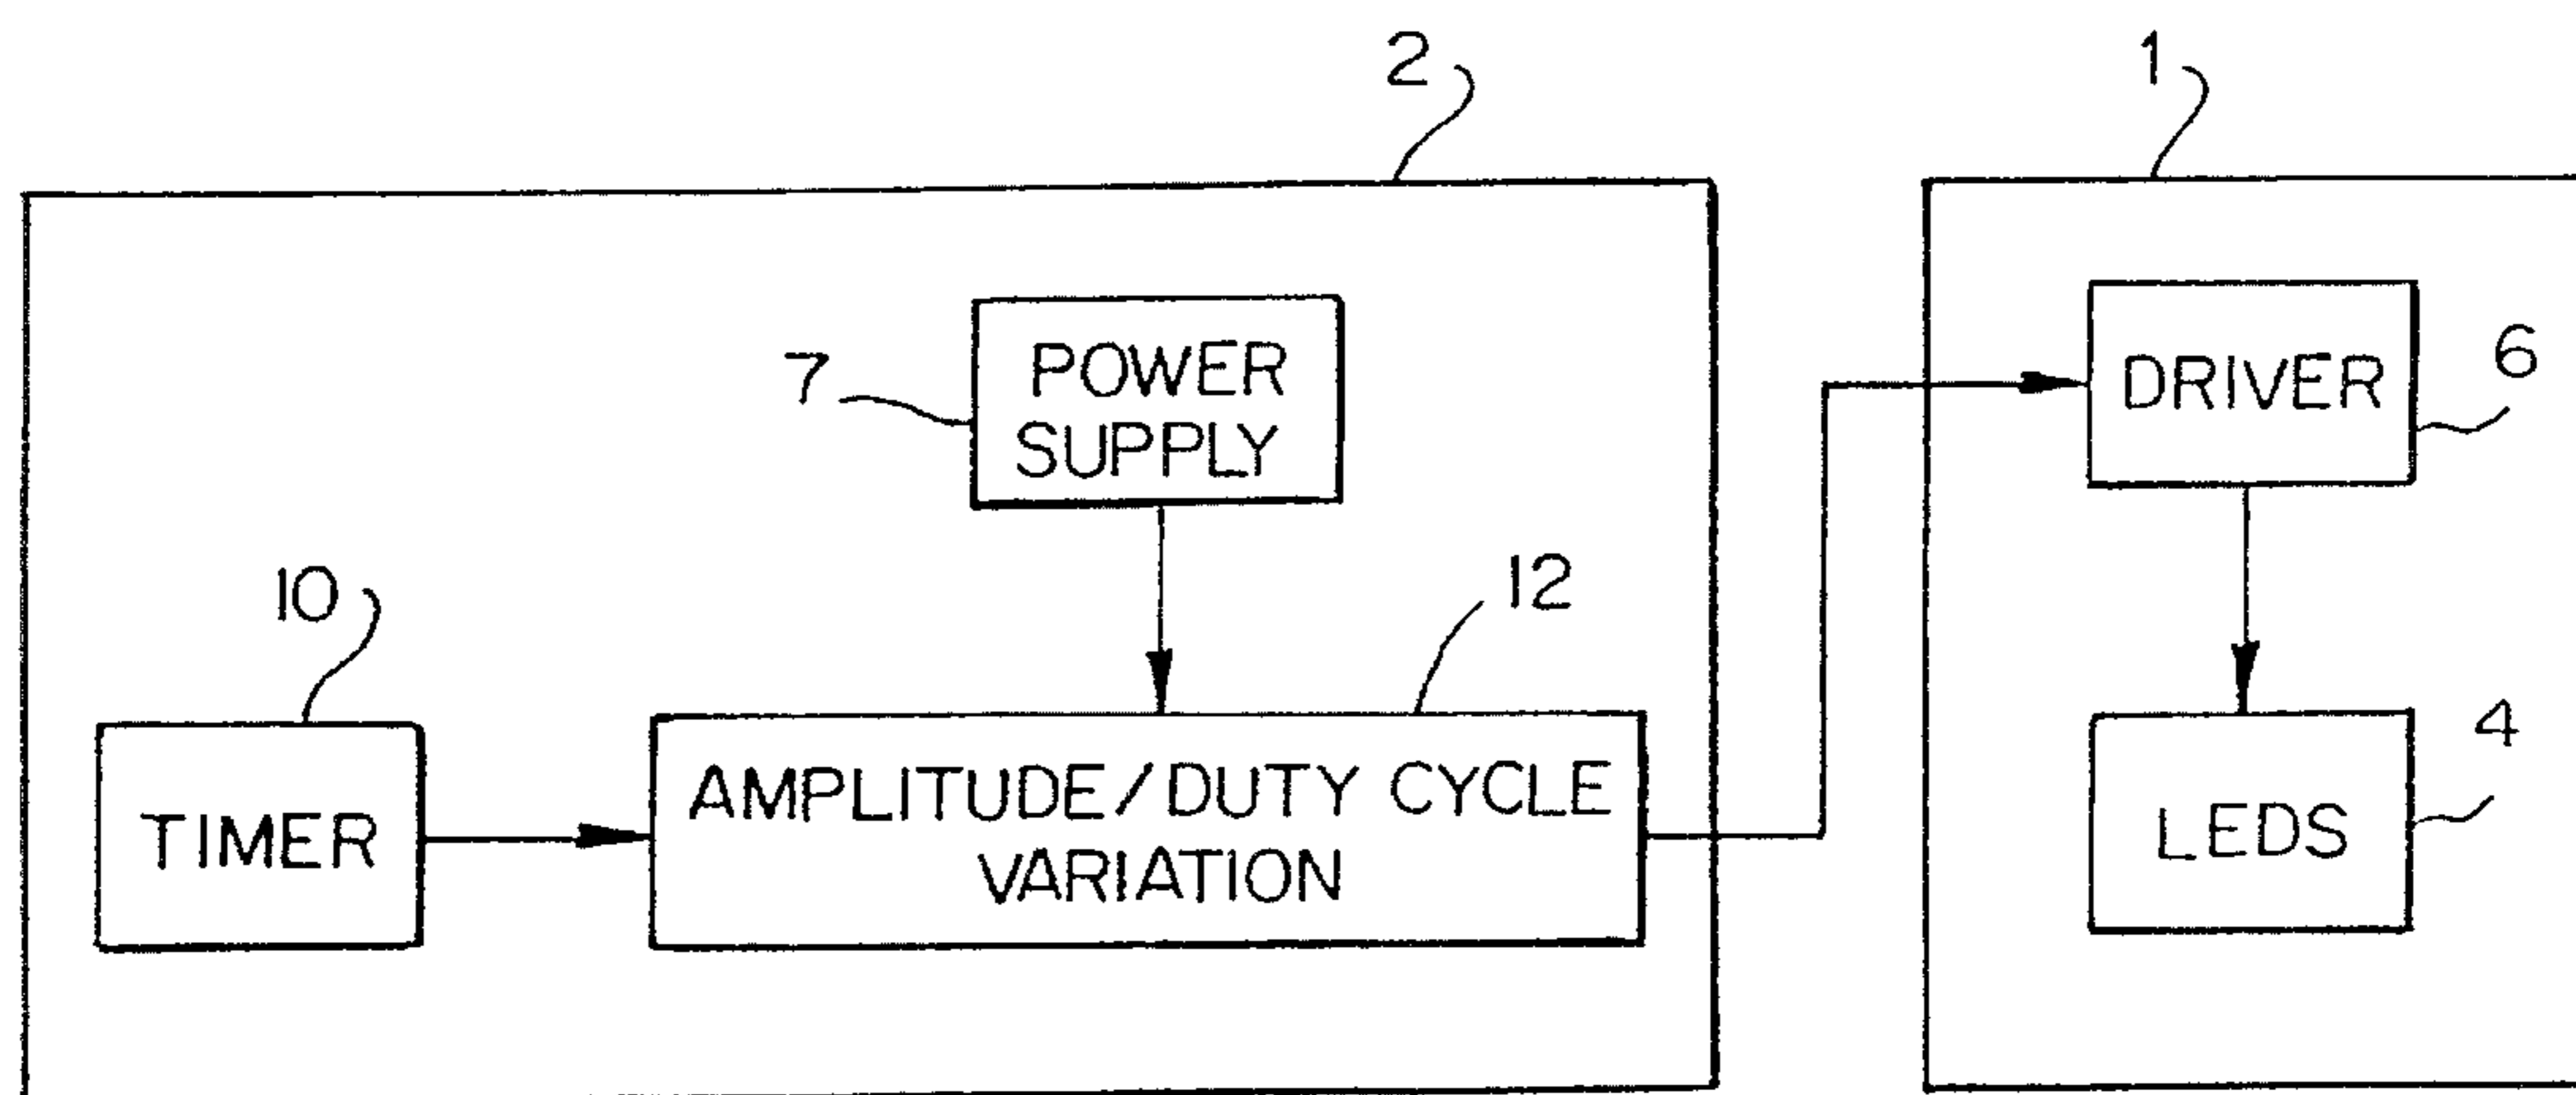 2
1
POWER
SUPPLY
7
DRIVER
6
10
12
TIMER
AMPLITUDE/DUTY CYCLE
VARIATION
LEDS
4